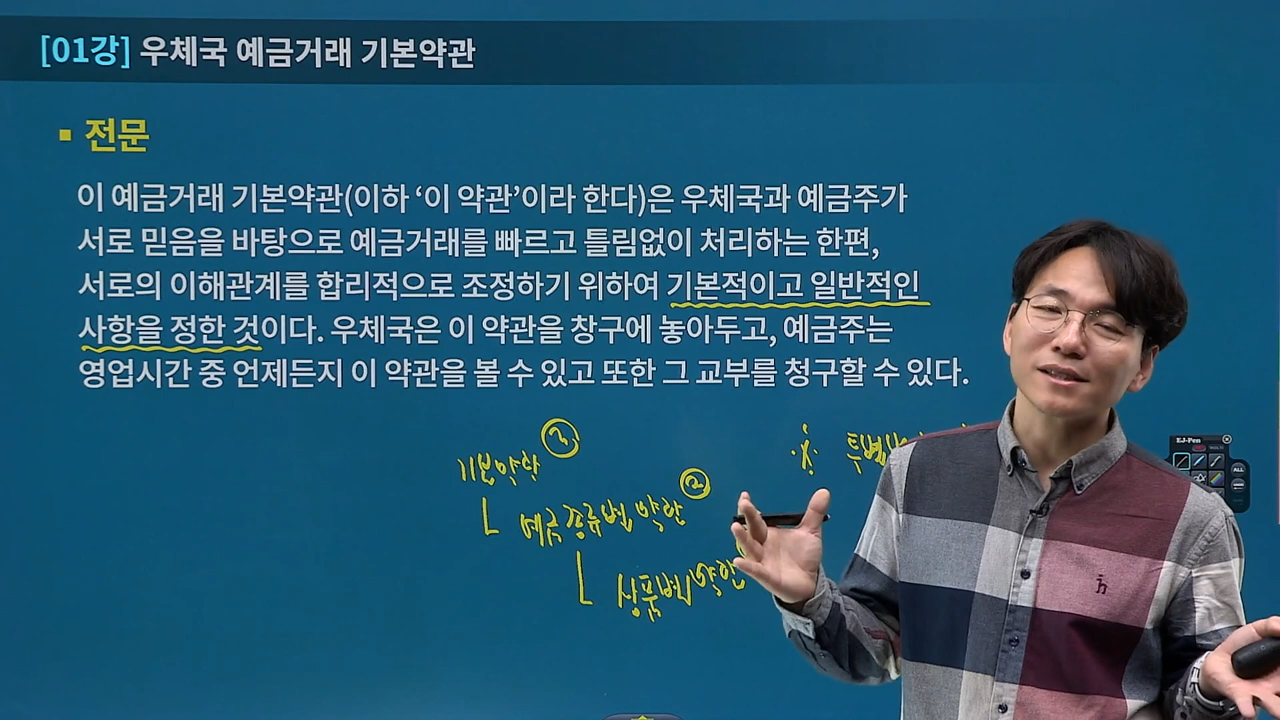 [01강] 우체국 예금거래 기본약관
▪ 전문
이 예금거래 기본약관(이하 ‘이 약관’이라 한다)은 우체국과 예금주가
서로 믿음을 바탕으로 예금거래를 빠르고 틀림없이 처리하는 한편,
서로의 이해관계를 합리적으로 조정하기 위하여 기본적이고 일반적인
사항을 정한 것이다. 우체국은 이 약관을 창구에 놓아두고, 예금주는
영업시간 중 언제든지 이 약관을 볼 수 있고 또한 그 교부를 청구할 수 있다.
기본약관 ③
※ 특별
예금종류별 약관 ②
상품별 약관
EJ-Pen
ALL
h